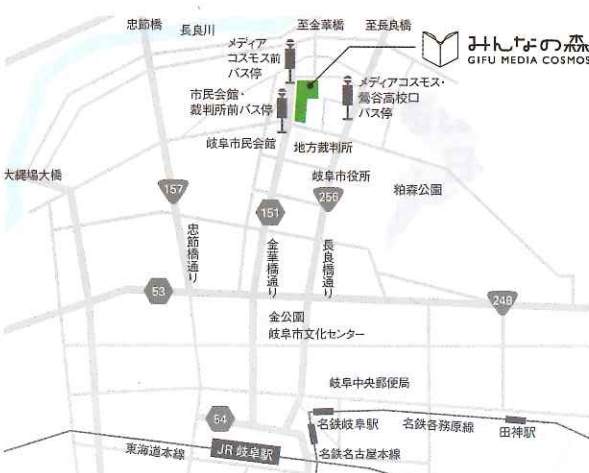 忠節橋
長良川
至金華橋
至長良橋
みんなの森
GIFU MEDIA COSMOS
メディア
コスモス前
バス停
メディアコスモス・
鶯谷高校口
バス停
市民会館・
裁判所前バス停
岐阜市民会館
地方裁判所
大縄場大橋
岐阜市役所
粕森公園
157
151
256
忠節橋通り
金華橋通り
長良橋通り
53
248
金公園
岐阜市文化センター
岐阜中央郵便局
54
名鉄岐阜駅
名鉄各務原線
田神駅
東海道本線
JR 岐阜駅
名鉄名古屋本線